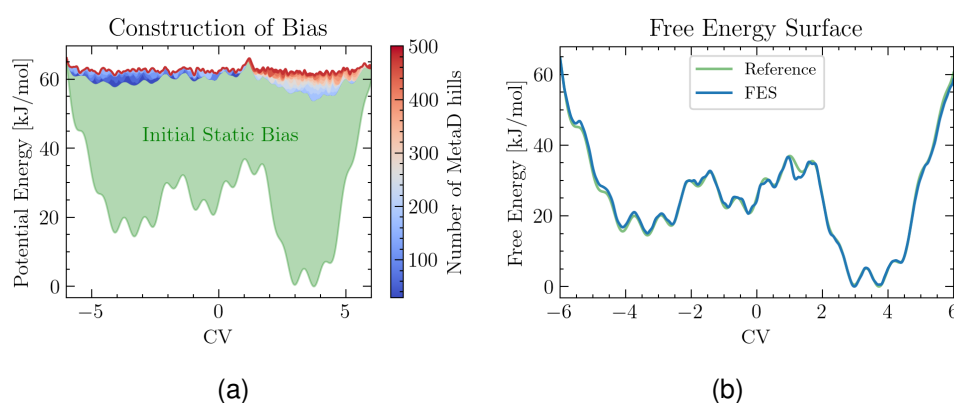 Construction of Bias
Potential Energy [kJ/mol]
60
40
20
0
Initial Static Bias
−5
0
5
CV
500
400
300
200
100
Number of MetaD hills
(a)
Free Energy Surface
Free Energy [kJ/mol]
60
40
20
0
Reference
FES
−6
−4
−2
0
2
4
6
CV
(b)